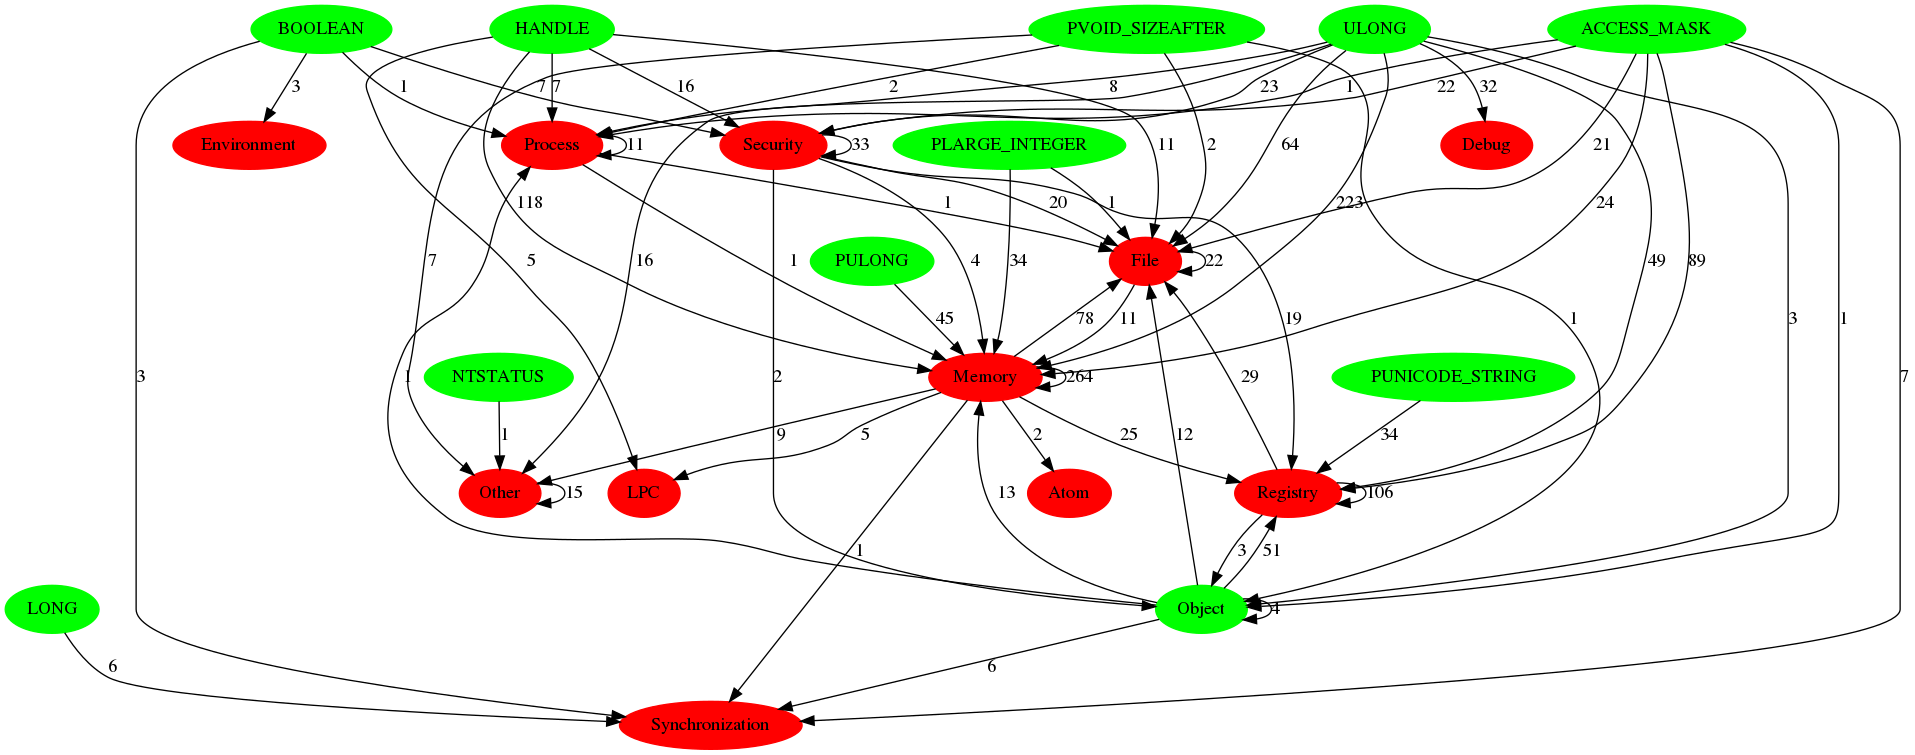 BOOLEAN HANDLE PVOID_SIZEAFTER ULONG ACCESS_MASK
3 1 7 7 16 2 8 23 1 22 32
Environment Process 11 Security 33 PLARGE_INTEGER 11 2 64 Debug 21
118 1 20 1 223 24
7 5 16 1 PULONG 4 34 File 22 49 89
45 78 11 19 1 3 1
3 1 NTSTATUS 2 Memory 264 29 PUNICODE_STRING 7
1 9 5 2 25 12 34
Other 15 LPC 13 Atom Registry 106
1 3 51
LONG Object 4
6 6
Synchronization